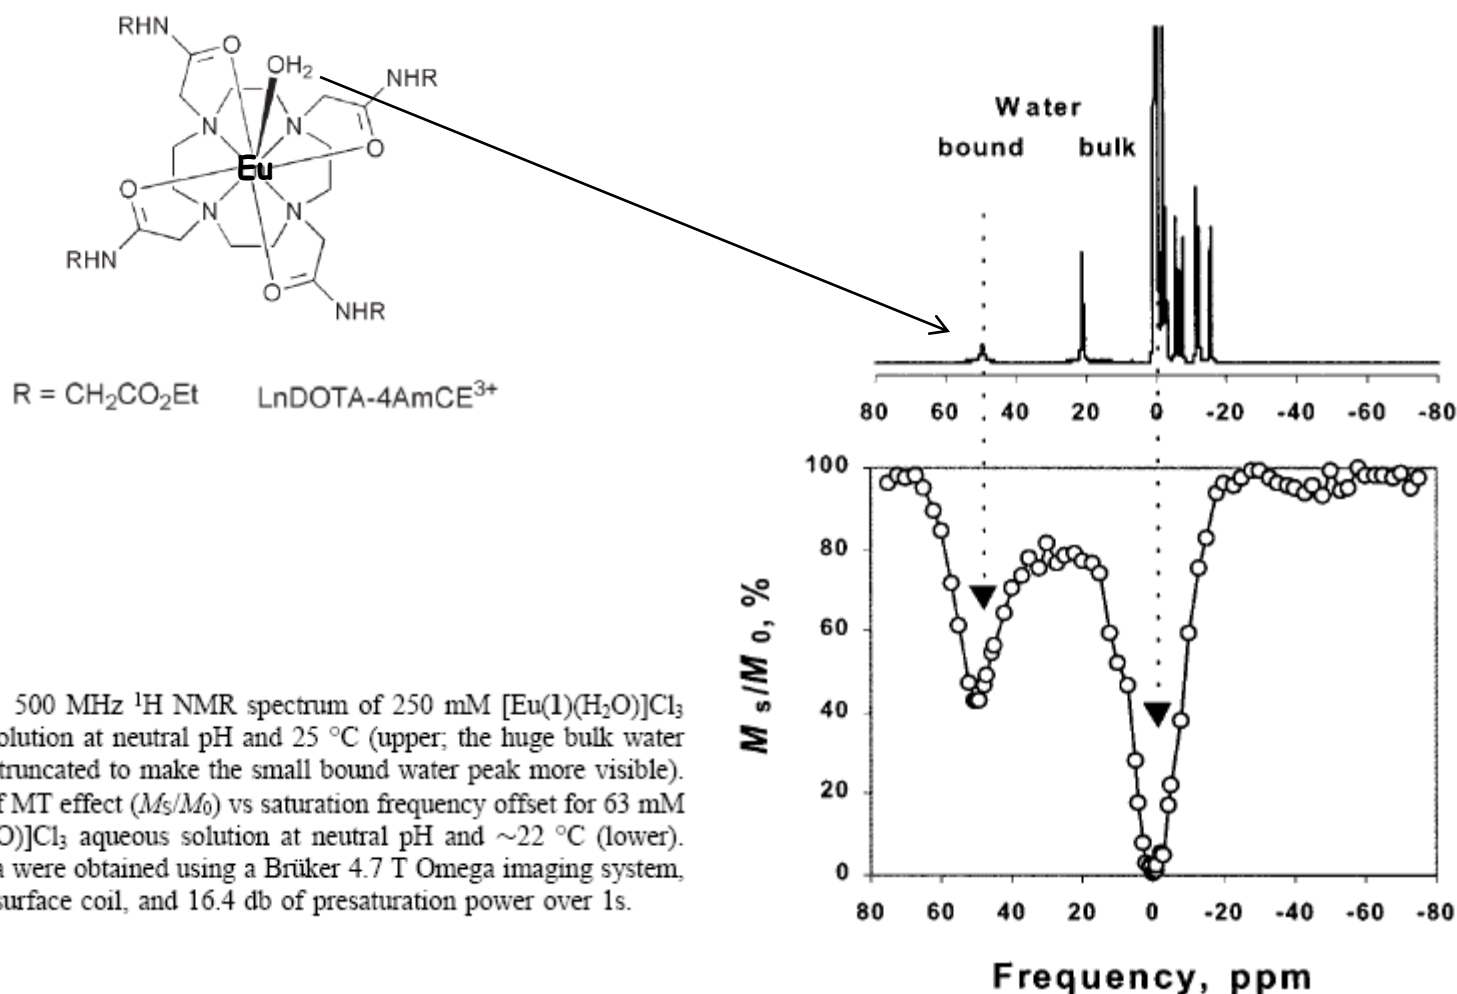 RHN
O
OH₂
NHR
N
N
O
Eu
O
N
N
RHN
O
NHR
R = CH₂CO₂Et LnDOTA-4AmCE³⁺
Water
bound bulk
80 60 40 20 0 -20 -40 -60 -80
100
80
60
40
20
0
M s/M 0, %
80 60 40 20 0 -20 -40 -60 -80
Frequency, ppm
500 MHz ¹H NMR spectrum of 250 mM [Eu(1)(H₂O)]Cl₃
olution at neutral pH and 25 °C (upper; the huge bulk water
truncated to make the small bound water peak more visible).
f MT effect (MS/M0) vs saturation frequency offset for 63 mM
O)]Cl₃ aqueous solution at neutral pH and ~22 °C (lower).
a were obtained using a Brüker 4.7 T Omega imaging system,
surface coil, and 16.4 db of presaturation power over 1s.